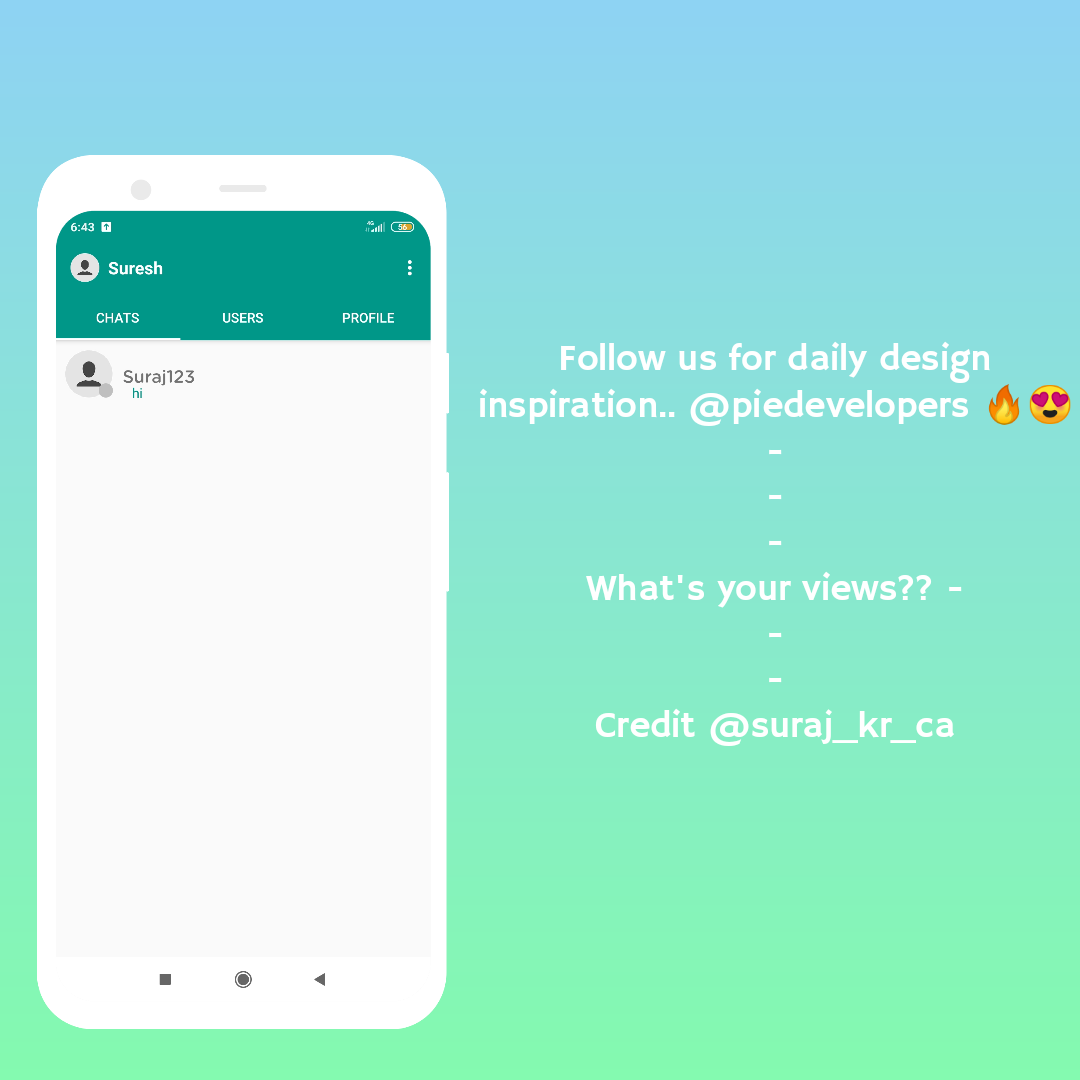 6:43
4G
56
Suresh
CHATS USERS PROFILE
Suraj123
hi
Follow us for daily design
inspiration.. @piedevelopers 🔥😍
-
-
-
What's your views?? -
-
-
Credit @suraj_kr_ca